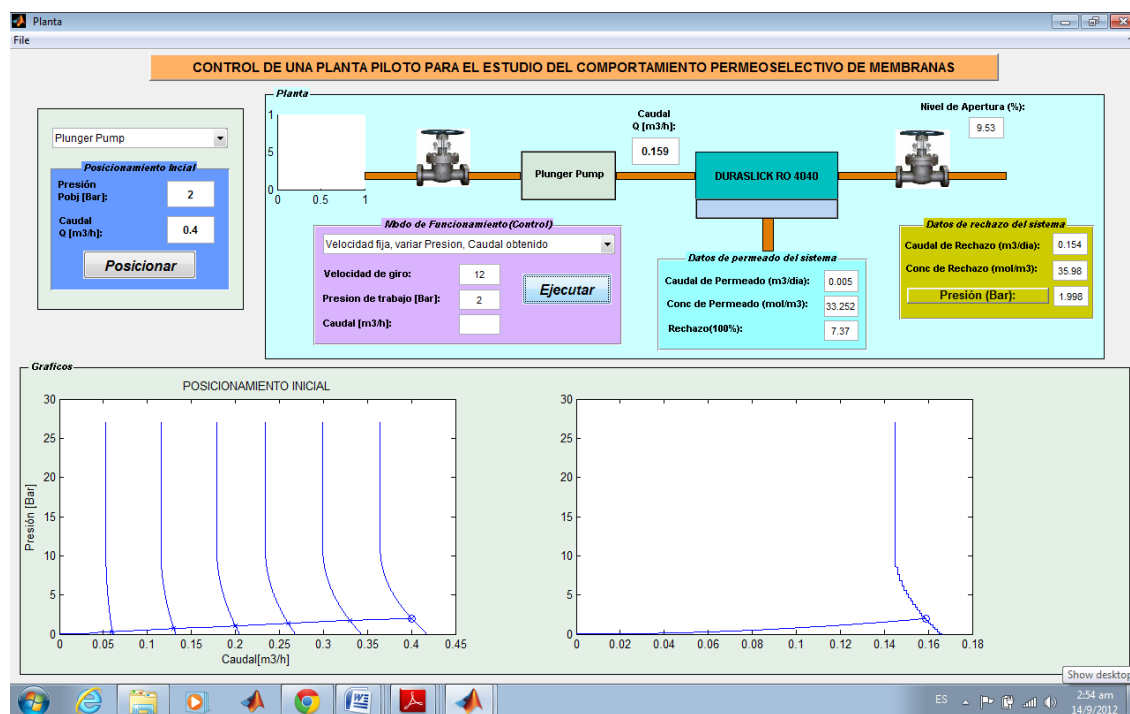 Planta
File
CONTROL DE UNA PLANTA PILOTO PARA EL ESTUDIO DEL COMPORTAMIENTO PERMEOSELECTIVO DE MEMBRANAS
Plunger Pump
Posicionamiento Incial
Presión
Pobj [Bar]:
2
Caudal
Q [m3/h]:
0.4
Posicionar
Planta
1
.5
0
0 0.5 1
Plunger Pump
Caudal
Q [m3/h]:
0.159
DURASLICK RO 4040
Nivel de Apertura (%):
9.53
Modo de Funcionamiento(Control)
Velocidad fija, variar Presion, Caudal obtenido
Velocidad de giro: 12
Presion de trabajo [Bar]: 2
Caudal [m3/h]:
Ejecutar
Datos de permeado del sistema
Caudal de Permeado (m3/dia): 0.005
Conc de Permeado (mol/m3): 33.252
Rechazo(100%): 7.37
Datos de rechazo del sistema
Caudal de Rechazo (m3/dia): 0.154
Conc de Rechazo (mol/m3): 35.98
Presión (Bar): 1.998
Graficos
POSICIONAMIENTO INICIAL
30
25
20
15
10
5
0
Presión [Bar]
0 0.05 0.1 0.15 0.2 0.25 0.3 0.35 0.4 0.45
Caudal[m3/h]
30
25
20
15
10
5
0
0 0.02 0.04 0.06 0.08 0.1 0.12 0.14 0.16 0.18
Show desktop
ES
2:54 am
14/9/2012